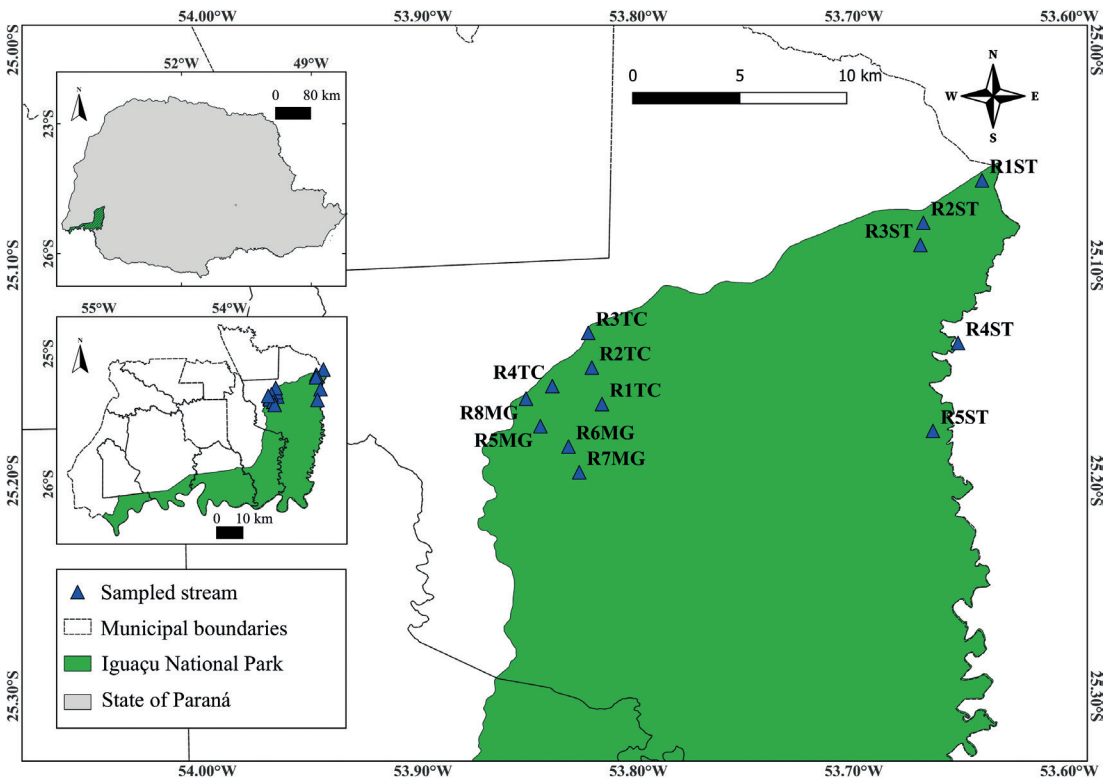 54.00°W
53.90°W
53.80°W
53.70°W
53.60°W
25.00°S
25.00°S
25.10°S
25.10°S
25.20°S
25.20°S
25.30°S
25.30°S
54.00°W
53.90°W
53.80°W
53.70°W
53.60°W
52°W
49°W
N
0 80 km
23°S
26°S
55°W
54°W
N
25°S
26°S
0 10 km
Sampled stream
Municipal boundaries
Iguaçu National Park
State of Paraná
0 5 10 km
N
W E
S
R1ST
R2ST
R3ST
R4ST
R5ST
R3TC
R2TC
R4TC
R1TC
R8MG
R5MG
R6MG
R7MG